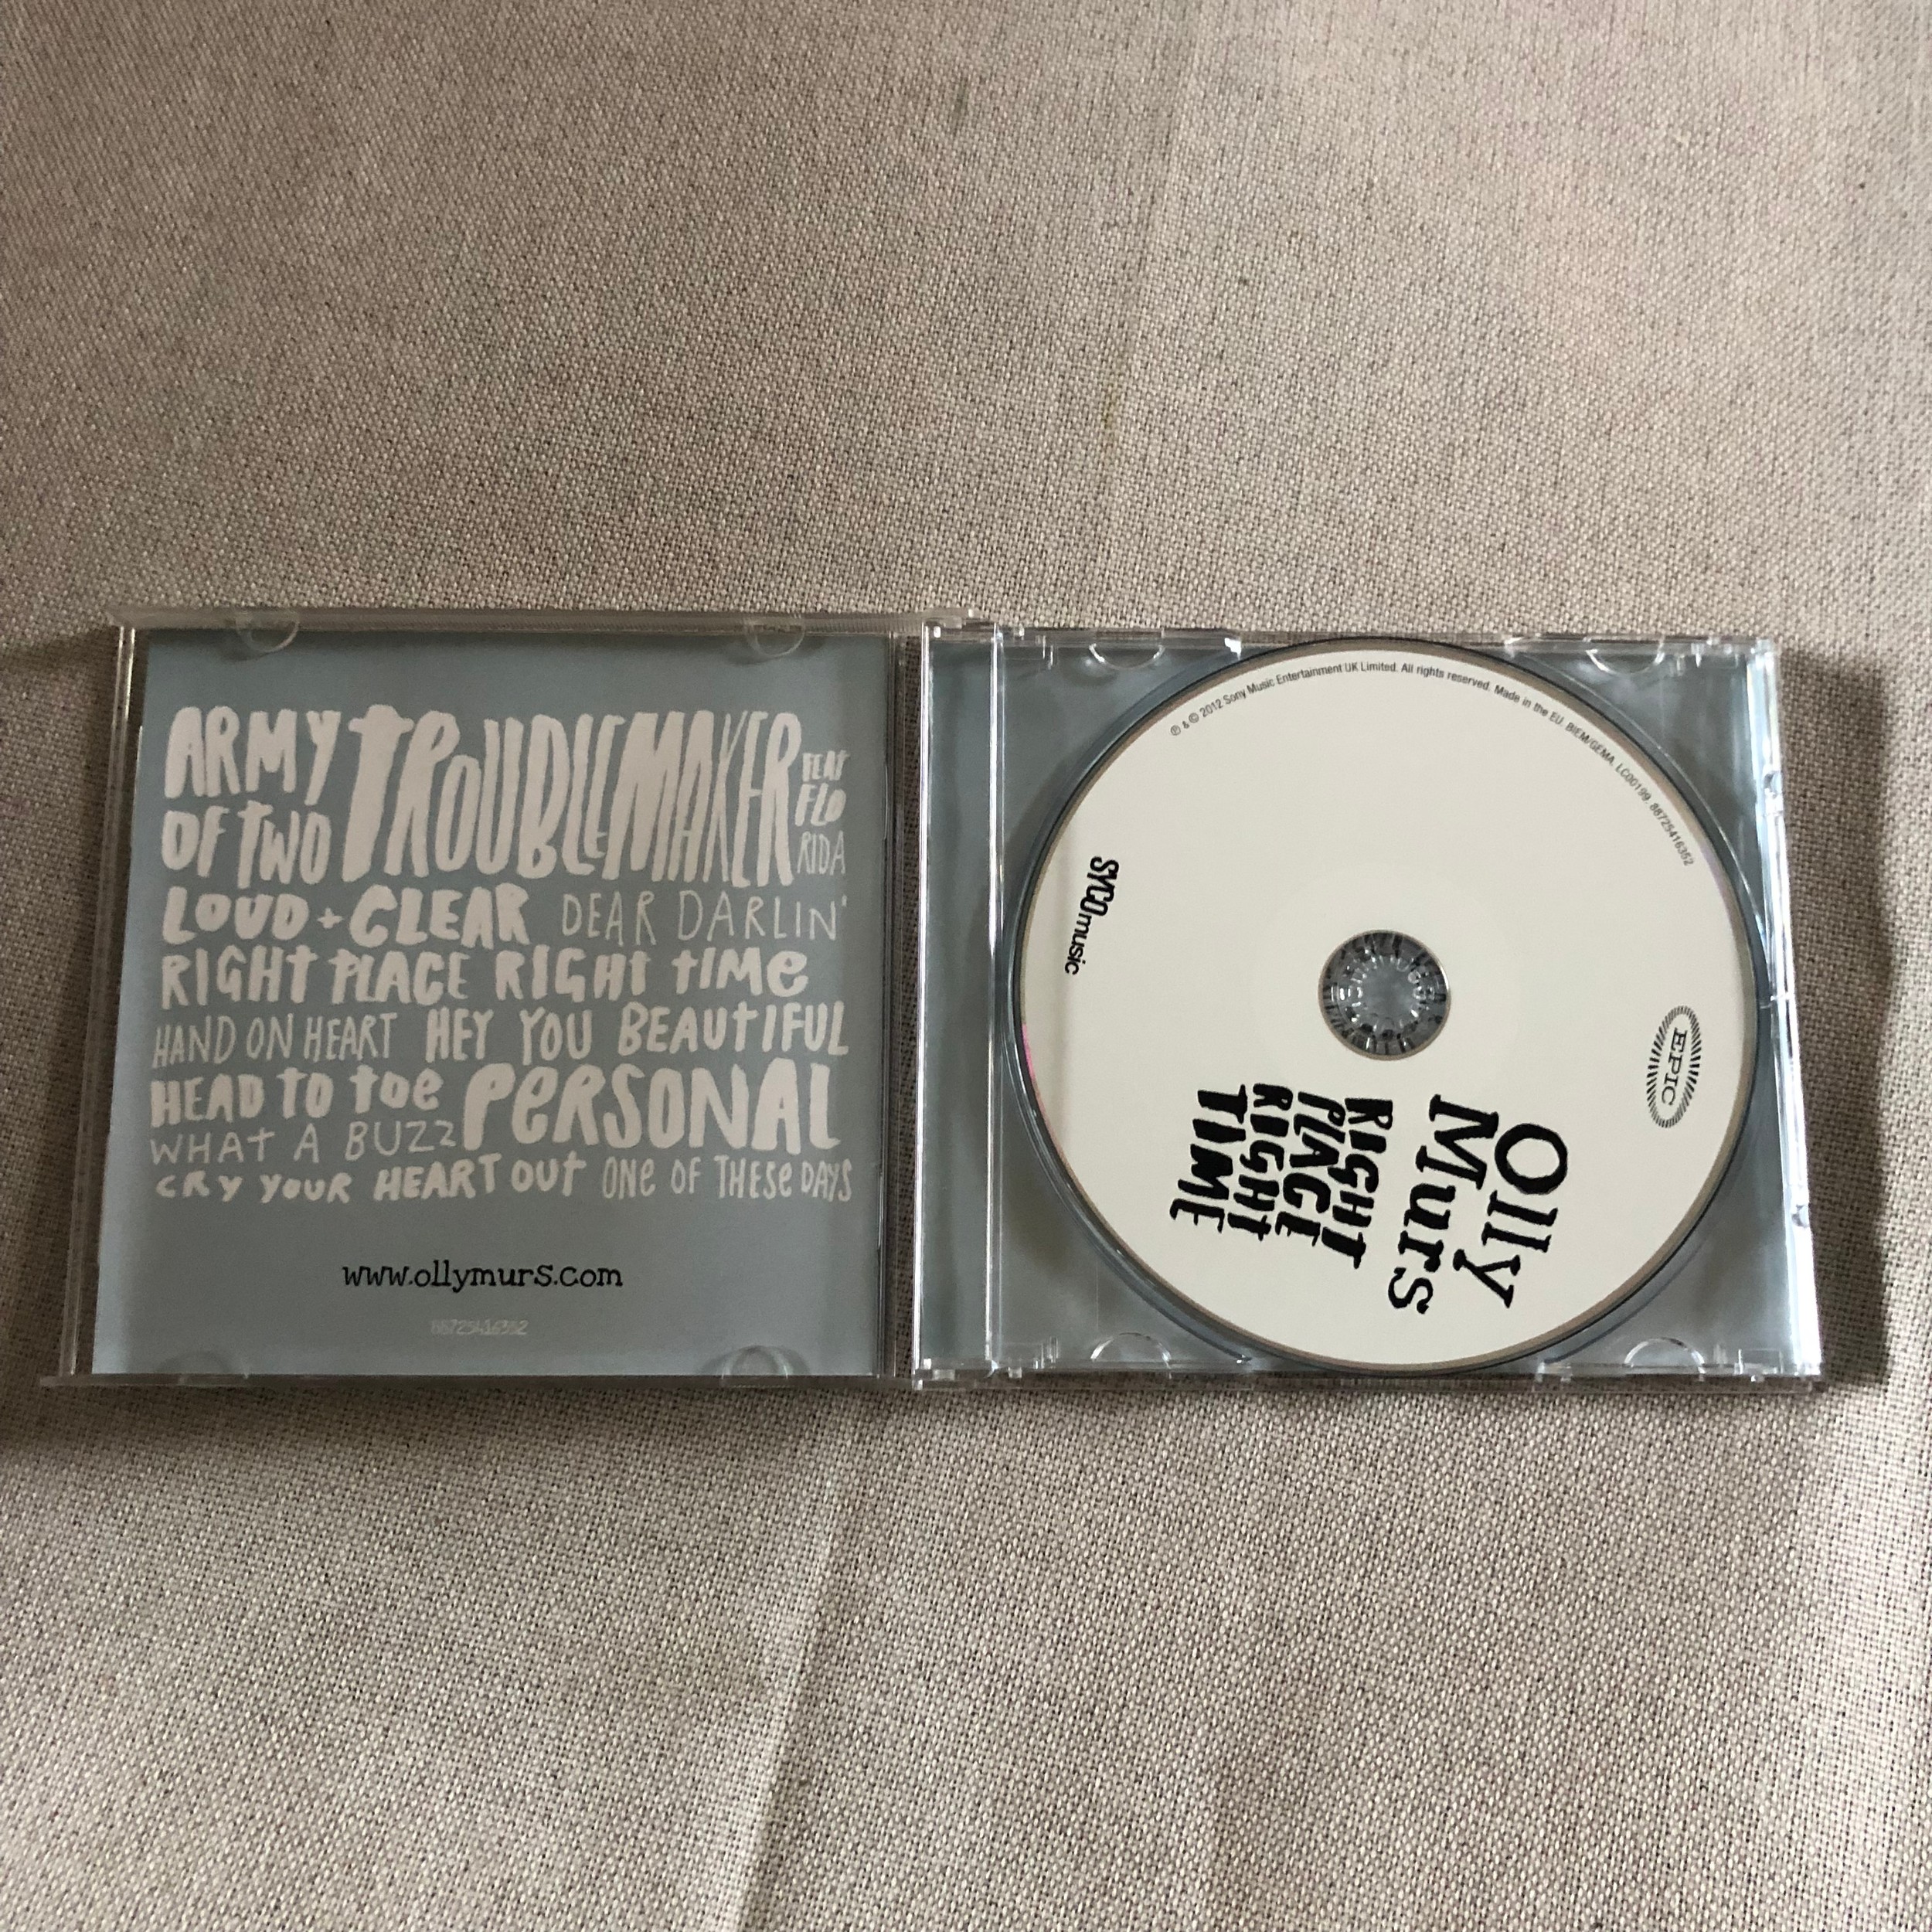 ARMY OF TWO TROUBLEMAKER FEAT FLO RIDA
LOUD + CLEAR DEAR DARLIN'
RIGHT PLACE RIGHT TIME
HAND ON HEART HEY YOU BEAUTIFUL
HEAD TO TOE PERSONAL
WHAT A BUZZ
CRY YOUR HEART OUT ONE OF THESE DAYS
www.ollymurs.com
88725416352
℗ & © 2012 Sony Music Entertainment UK Limited. All rights reserved. Made in the EU. BIEM/GEMA. LC00199. 88725416352
SYCOmusic
EPIC
Olly
Murs
RIGHT
PLACE
RIGHT
TIME